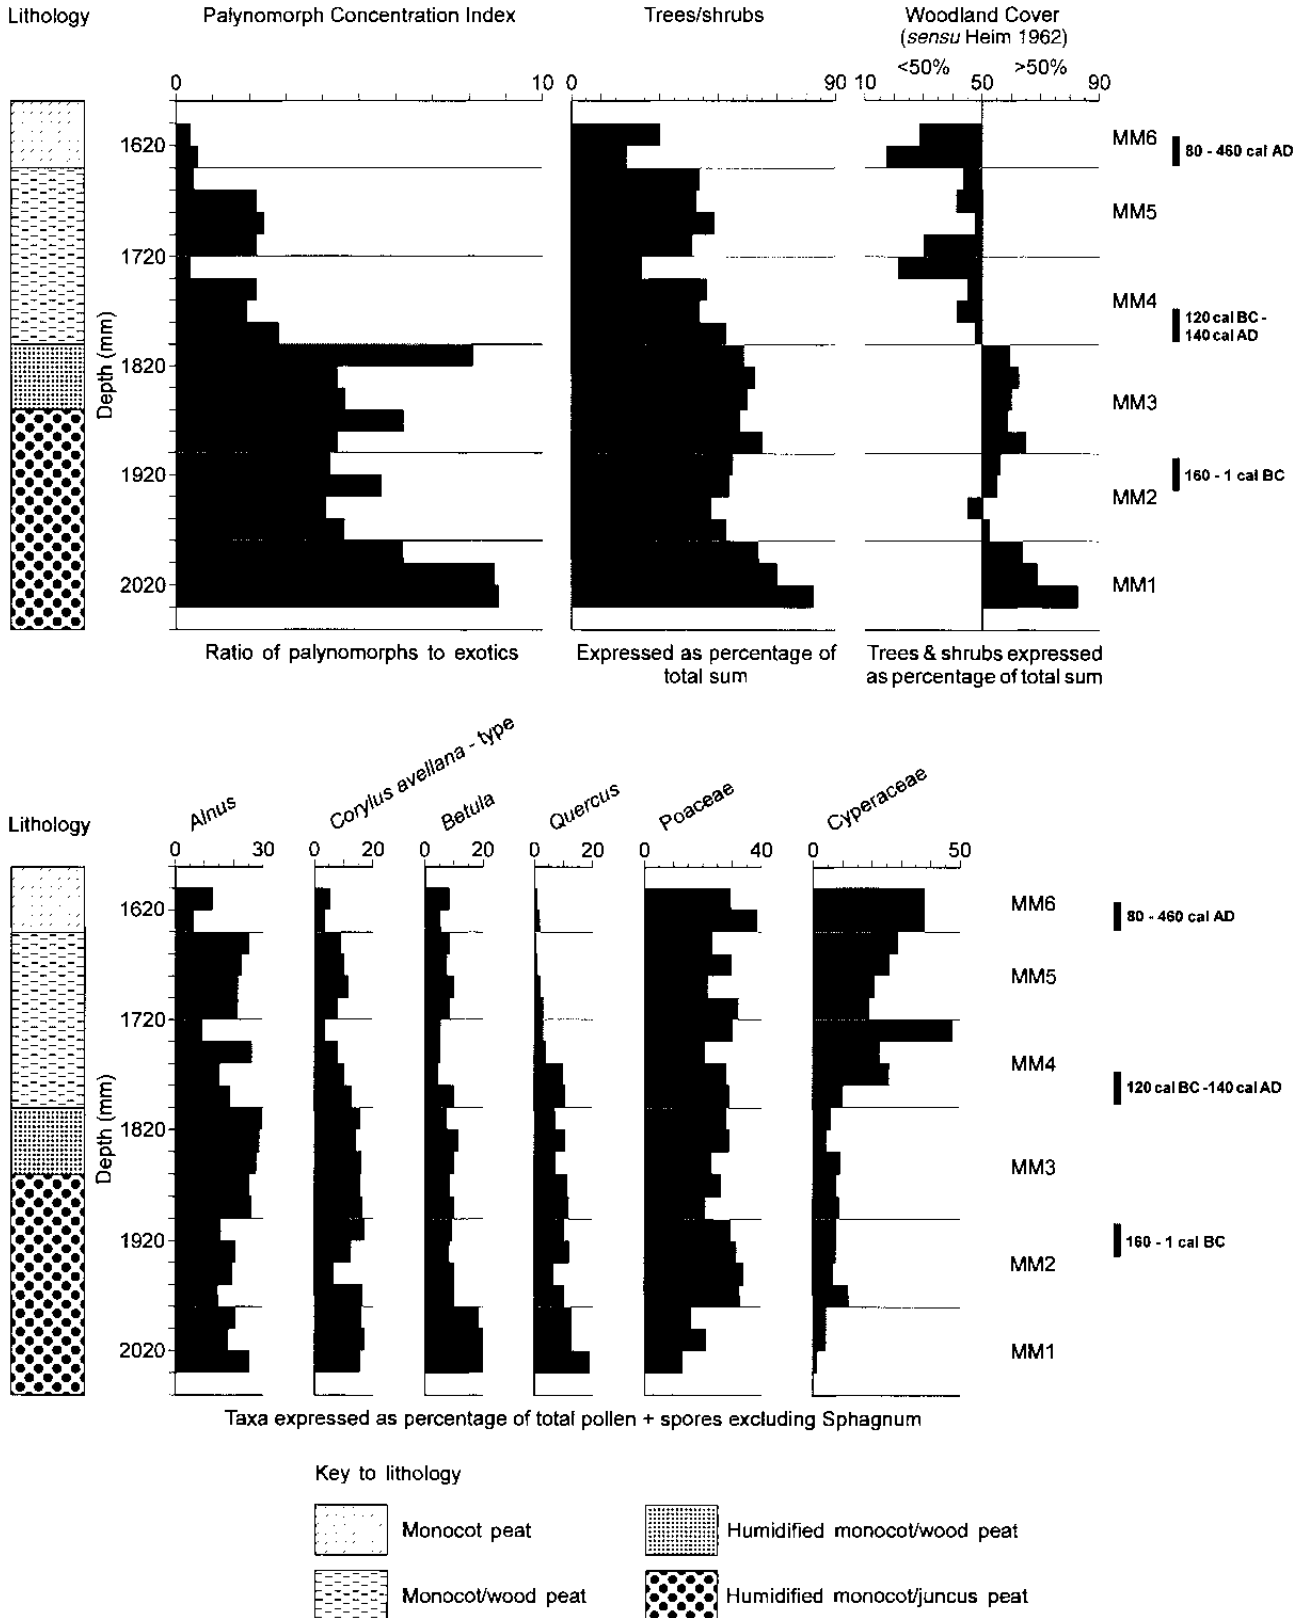 Lithology
Palynomorph Concentration Index
Trees/shrubs
Woodland Cover
(sensu Heim 1962)
<50% >50%
0 10
0 90
10 50 90
1620
1720
1820
1920
2020
Depth (mm)
MM6
MM5
MM4
MM3
MM2
MM1
80 - 460 cal AD
120 cal BC -
140 cal AD
160 - 1 cal BC
Ratio of palynomorphs to exotics
Expressed as percentage of
total sum
Trees & shrubs expressed
as percentage of total sum
Lithology
Alnus
Corylus avellana - type
Betula
Quercus
Poaceae
Cyperaceae
0 30
0 20
0 20
0 20
0 40
0 50
1620
1720
1820
1920
2020
Depth (mm)
MM6
MM5
MM4
MM3
MM2
MM1
80 - 460 cal AD
120 cal BC -140 cal AD
160 - 1 cal BC
Taxa expressed as percentage of total pollen + spores excluding Sphagnum
Key to lithology
Monocot peat
Humidified monocot/wood peat
Monocot/wood peat
Humidified monocot/juncus peat